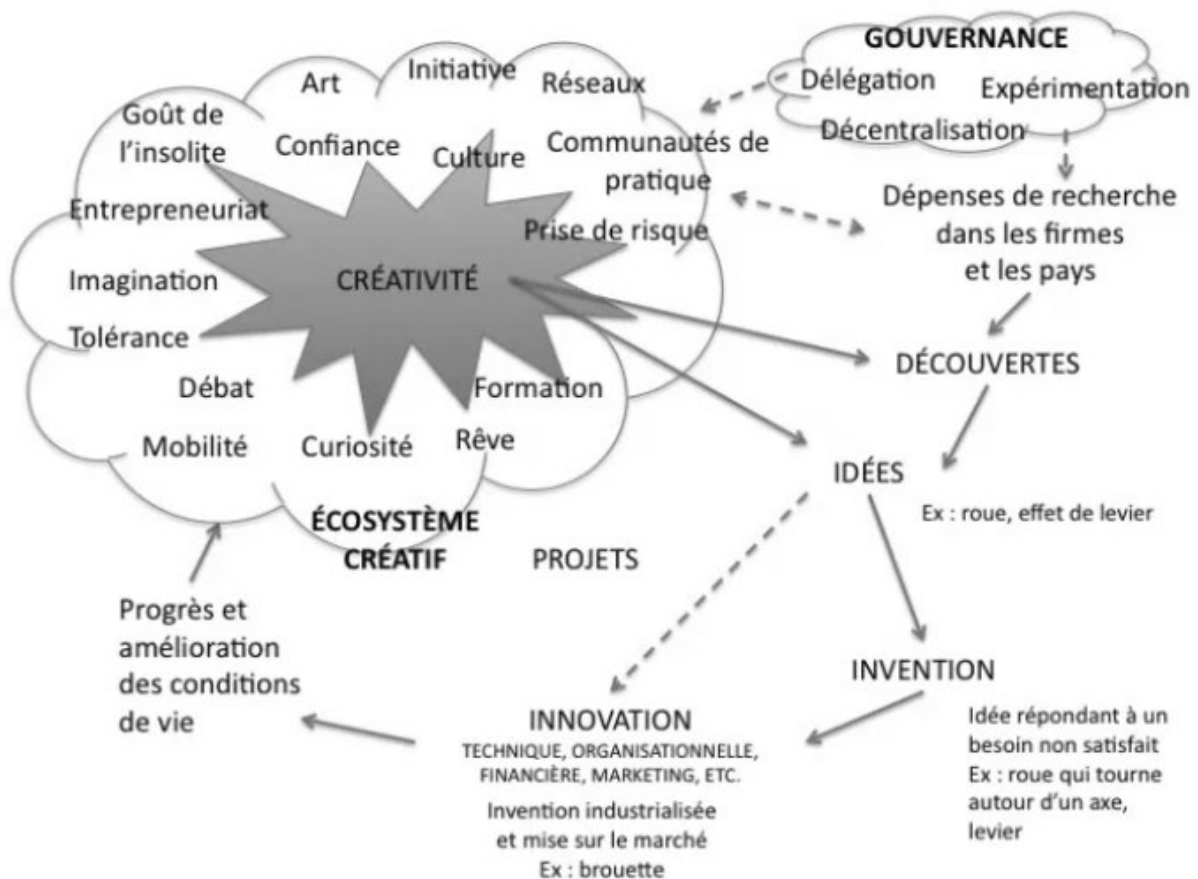 GOUVERNANCE
Délégation
Expérimentation
Décentralisation
Art
Initiative
Réseaux
Goût de
l'insolite
Confiance
Culture
Communautés de
pratique
Entrepreneuriat
Prise de risque
Imagination
CRÉATIVITÉ
Tolérance
Débat
Formation
Mobilité
Curiosité
Rêve
ÉCOSYSTÈME
CRÉATIF
PROJETS
Dépenses de recherche
dans les firmes
et les pays
DÉCOUVERTES
IDÉES
Ex : roue, effet de levier
INVENTION
Idée répondant à un
besoin non satisfait
Ex : roue qui tourne
autour d'un axe,
levier
INNOVATION
TECHNIQUE, ORGANISATIONNELLE,
FINANCIÈRE, MARKETING, ETC.
Invention industrialisée
et mise sur le marché
Ex : brouette
Progrès et
amélioration
des conditions
de vie